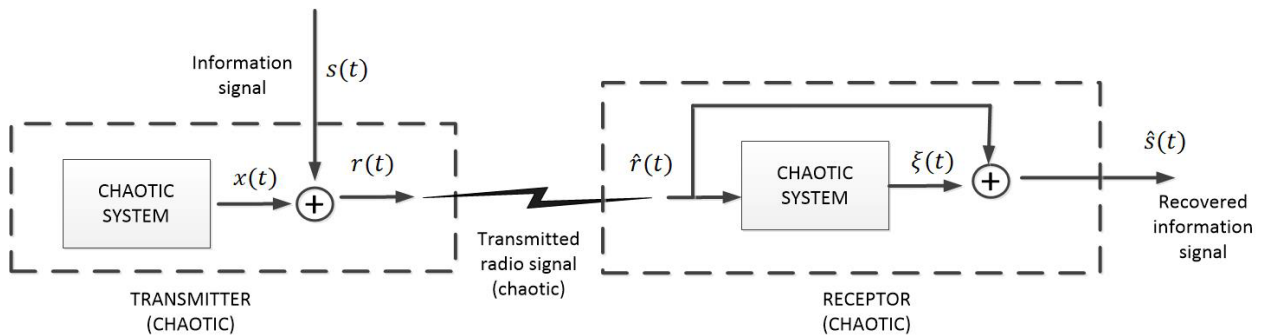 Information
signal
s(t)
CHAOTIC
SYSTEM
x(t)
+
r(t)
TRANSMITTER
(CHAOTIC)
Transmitted
radio signal
(chaotic)
r̂(t)
CHAOTIC
SYSTEM
ξ(t)
+
ŝ(t)
Recovered
information
signal
RECEPTOR
(CHAOTIC)